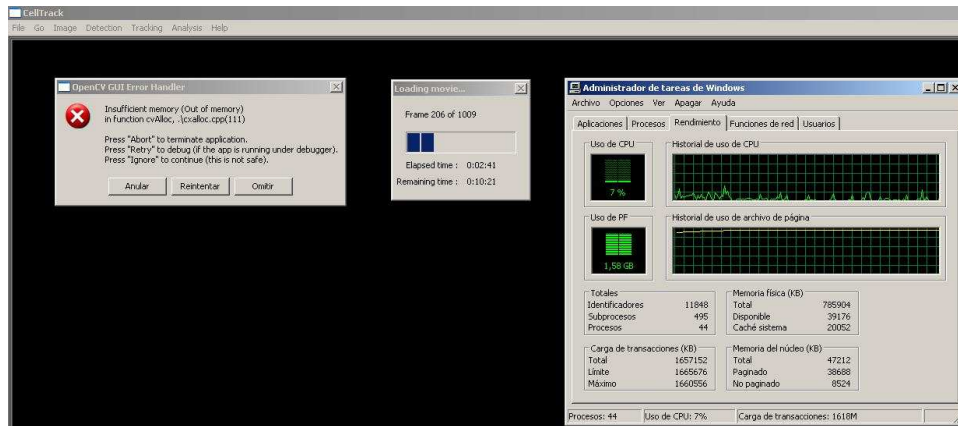 CellTrack
File Go Image Detection Tracking Analysis Help
OpenCV GUI Error Handler
Insufficient memory (Out of memory)
in function cvAlloc, .\cxalloc.cpp(111)
Press "Abort" to terminate application.
Press "Retry" to debug (if the app is running under debugger).
Press "Ignore" to continue (this is not safe).
Anular Reintentar Omitir
Loading movie...
Frame 206 of 1009
Elapsed time : 0:02:41
Remaining time : 0:10:21
Administrador de tareas de Windows
Archivo Opciones Ver Apagar Ayuda
Aplicaciones Procesos Rendimiento Funciones de red Usuarios
Uso de CPU Historial de uso de CPU
7 %
Uso de PF Historial de uso de archivo de página
1,58 GB
Totales
Identificadores 11848
Subprocesos 495
Procesos 44
Memoria física (KB)
Total 785904
Disponible 39176
Caché sistema 20052
Carga de transacciones (KB)
Total 1657152
Límite 1665676
Máximo 1660556
Memoria del núcleo (KB)
Total 47212
Paginado 38688
No paginado 8524
Procesos: 44 Uso de CPU: 7% Carga de transacciones: 1618M